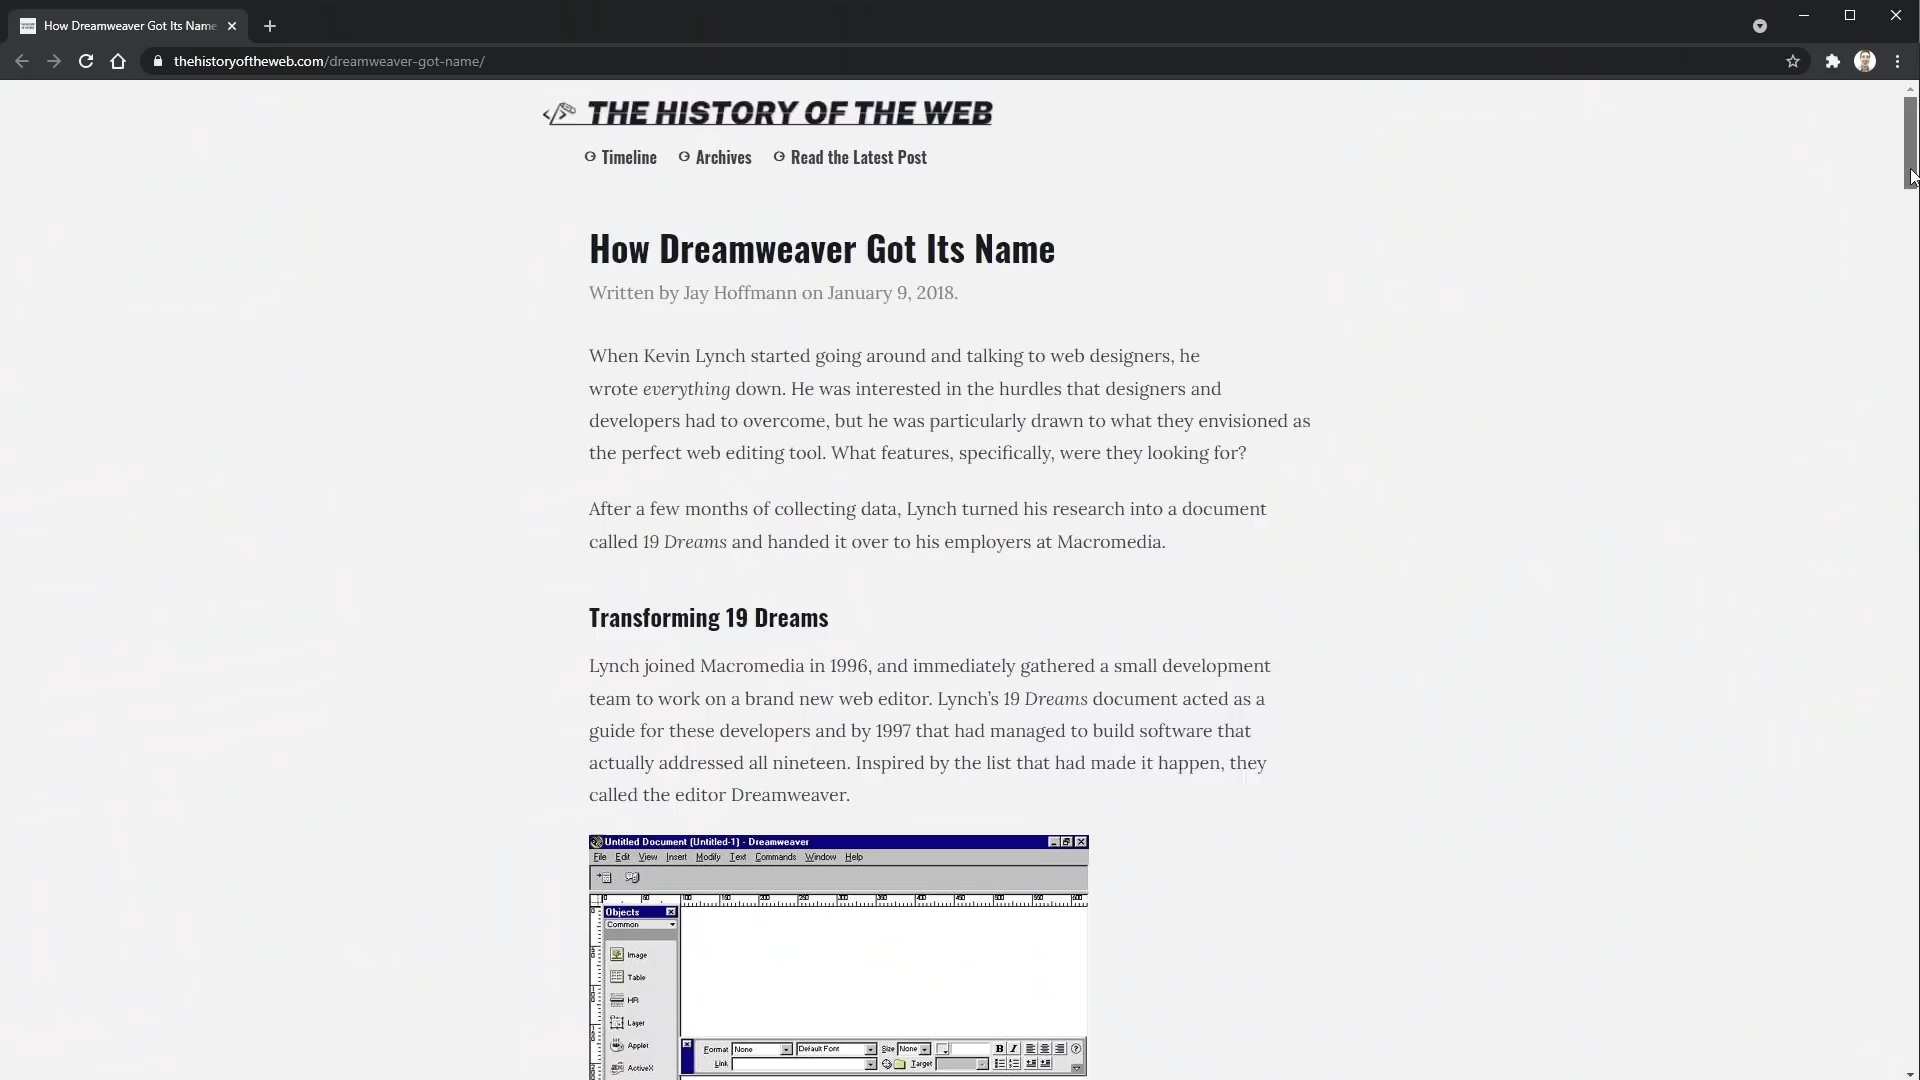 How Dreamweaver Got Its Name
thehistoryoftheweb.com/dreamweaver-got-name/
THE HISTORY OF THE WEB
Timeline Archives Read the Latest Post
How Dreamweaver Got Its Name
Written by Jay Hoffmann on January 9, 2018.
When Kevin Lynch started going around and talking to web designers, he
wrote everything down. He was interested in the hurdles that designers and
developers had to overcome, but he was particularly drawn to what they envisioned as
the perfect web editing tool. What features, specifically, were they looking for?
After a few months of collecting data, Lynch turned his research into a document
called 19 Dreams and handed it over to his employers at Macromedia.
Transforming 19 Dreams
Lynch joined Macromedia in 1996, and immediately gathered a small development
team to work on a brand new web editor. Lynch’s 19 Dreams document acted as a
guide for these developers and by 1997 that had managed to build software that
actually addressed all nineteen. Inspired by the list that had made it happen, they
called the editor Dreamweaver.
Untitled Document (Untitled-1) - Dreamweaver
File Edit View Insert Modify Text Commands Window Help
Objects
Common
Image
Table
HR
Layer
Applet
ActiveX
Format None Default Font Size None B I
Link Target